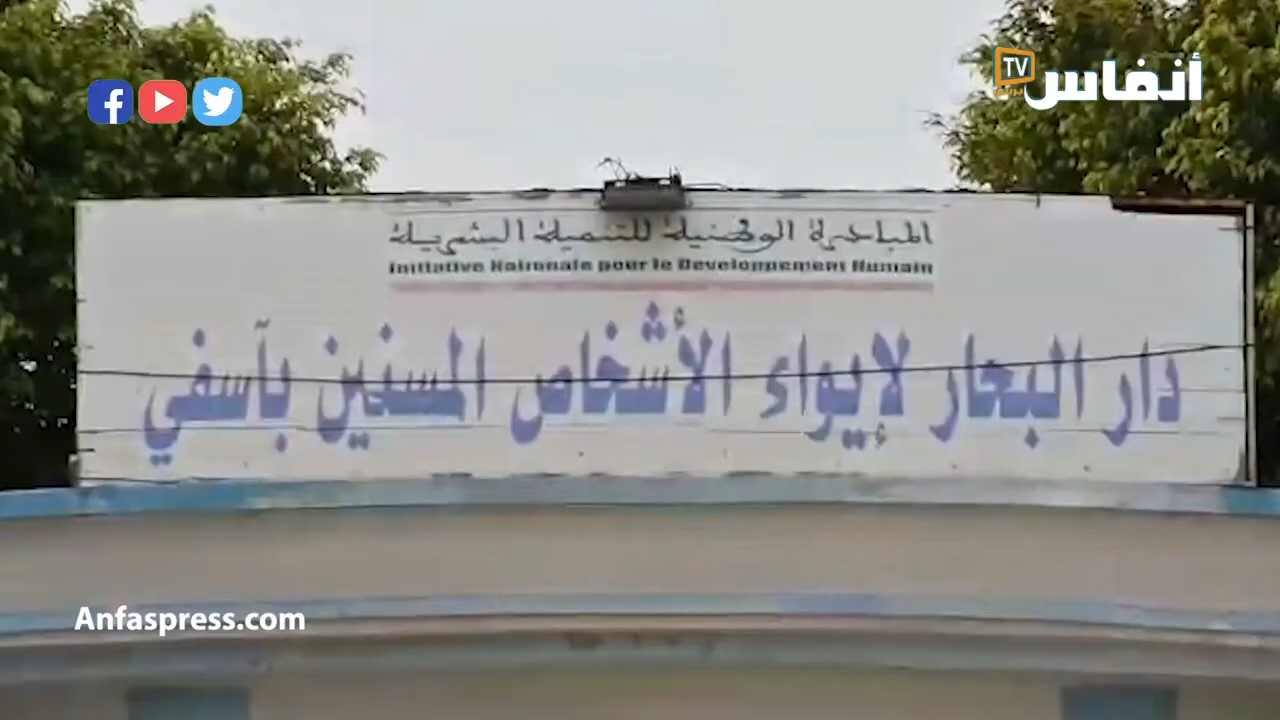 أنفاس
TV
المبادرة الوطنية للتنمية البشرية
Initiative Nationale pour le Developpement Humain
دار البحار لإيواء الأشخاص المسنين بآسفي
Anfaspress.com